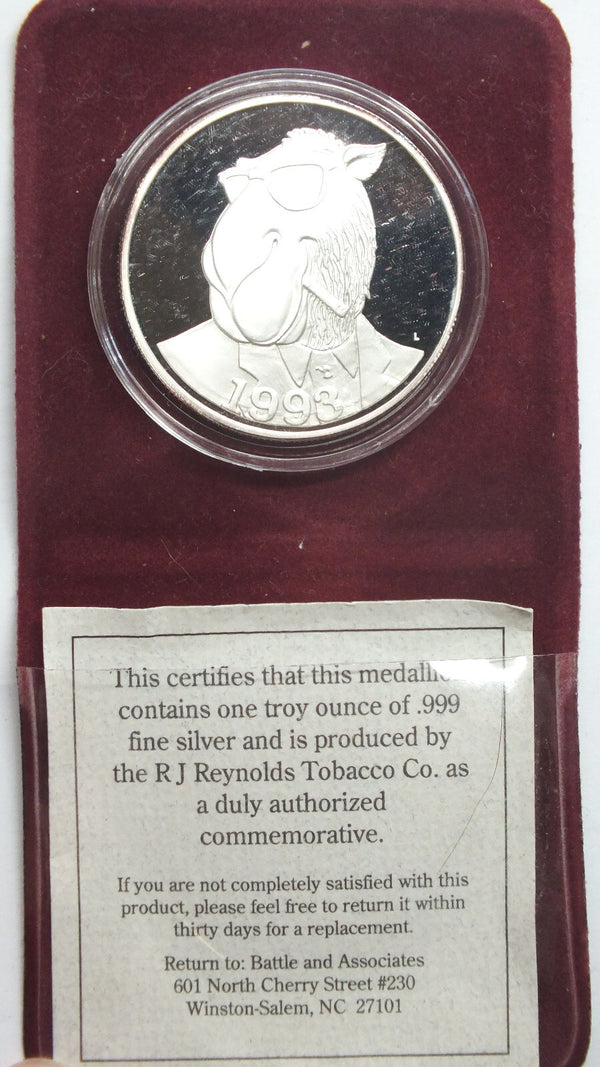 L
1993
This certifies that this
contains one troy ounce of .999
fine silver and is produced by
the R J Reynolds Tobacco Co. as
a duly authorized
commemorative.
If you are not completely satisfied with this
product, please feel free to return it within
thirty days for a replacement.
Return to: Battle and Associates
601 North Cherry Street #230
Winston-Salem, NC 27101